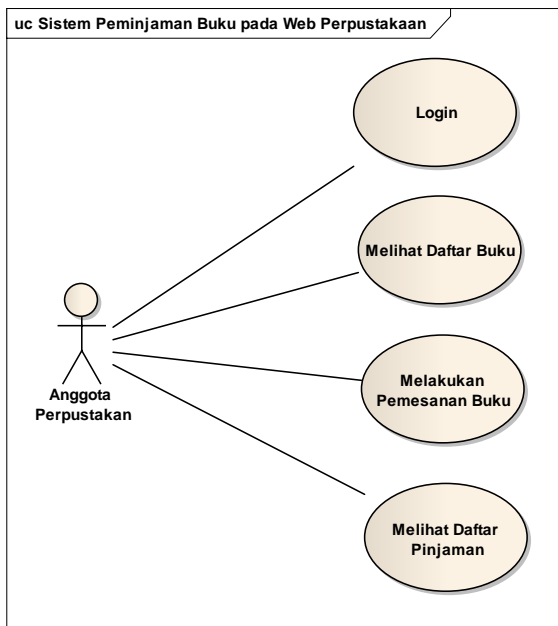 uc Sistem Peminjaman Buku pada Web Perpustakaan
Login
Melihat Daftar Buku
Anggota
Perpustakan
Melakukan
Pemesanan Buku
Melihat Daftar
Pinjaman